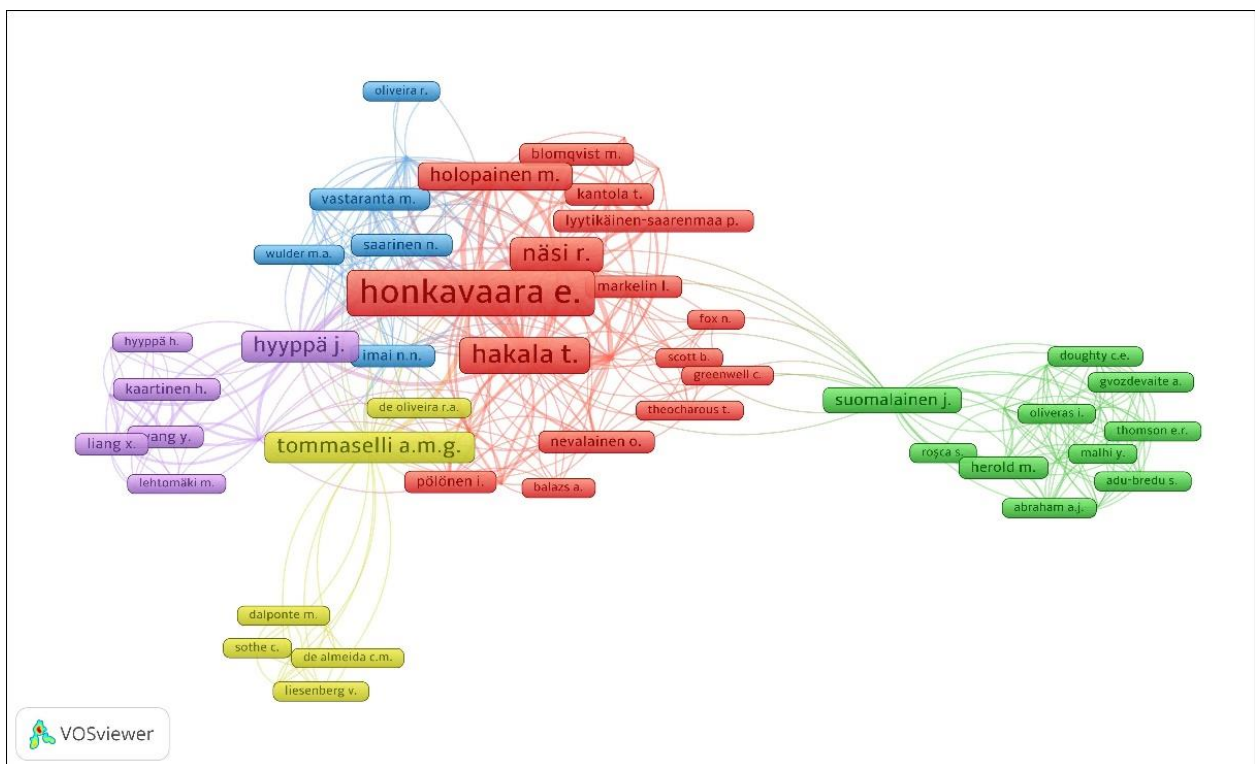 oliveira r.
blomqvist m.
holopainen m.
kantola t.
vastaranta m.
lyytikäinen-saarenmaa p.
saarinen n.
wulder m.a.
näsi r.
honkavaara e.
markelin l.
fox n.
hyyppä h.
hyyppä j.
imai n.n.
hakala t.
scott b.
greenwell c.
doughty c.e.
gvozdevaite a.
kaartinen h.
suomalainen j.
oliveras i.
de oliveira r.a.
theocharous t.
thomson e.r.
liang x.
tommaselli a.m.g.
nevalainen o.
roşca s.
malhi y.
herold m.
lehtomäki m.
pölönen i.
balazs a.
adu-bredu s.
abraham a.j.
dalponte m.
sothe c.
de almeida c.m.
liesenberg v.
VOSviewer